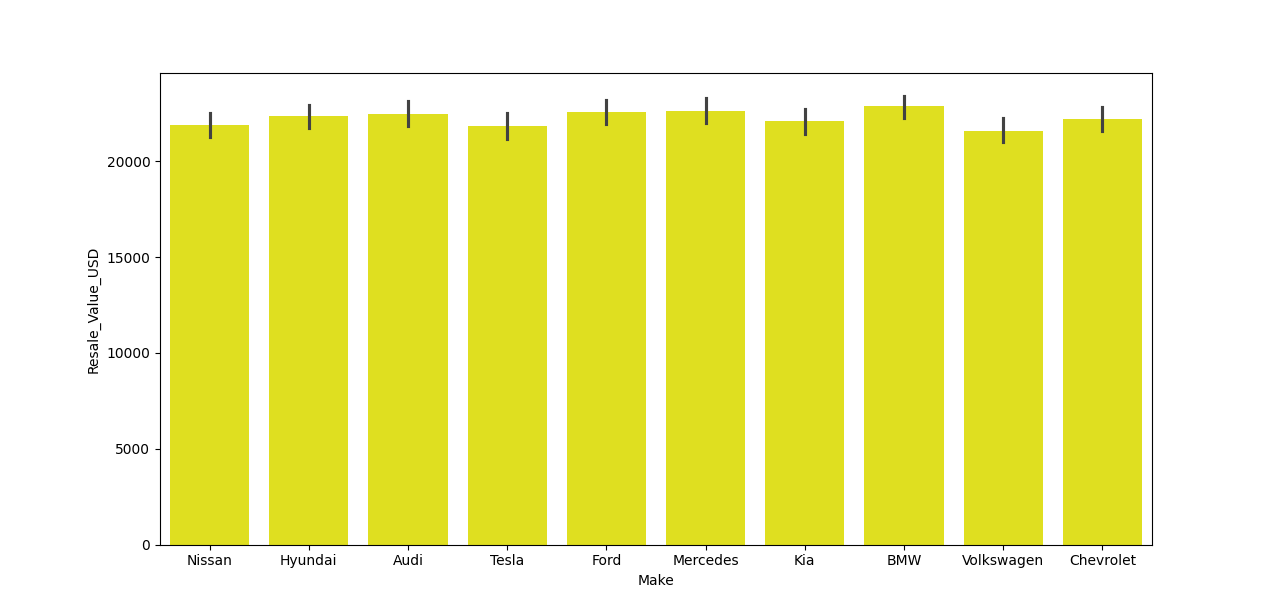 Resale_Value_USD
20000
15000
10000
5000
0
Nissan Hyundai Audi Tesla Ford Mercedes Kia BMW Volkswagen Chevrolet
Make